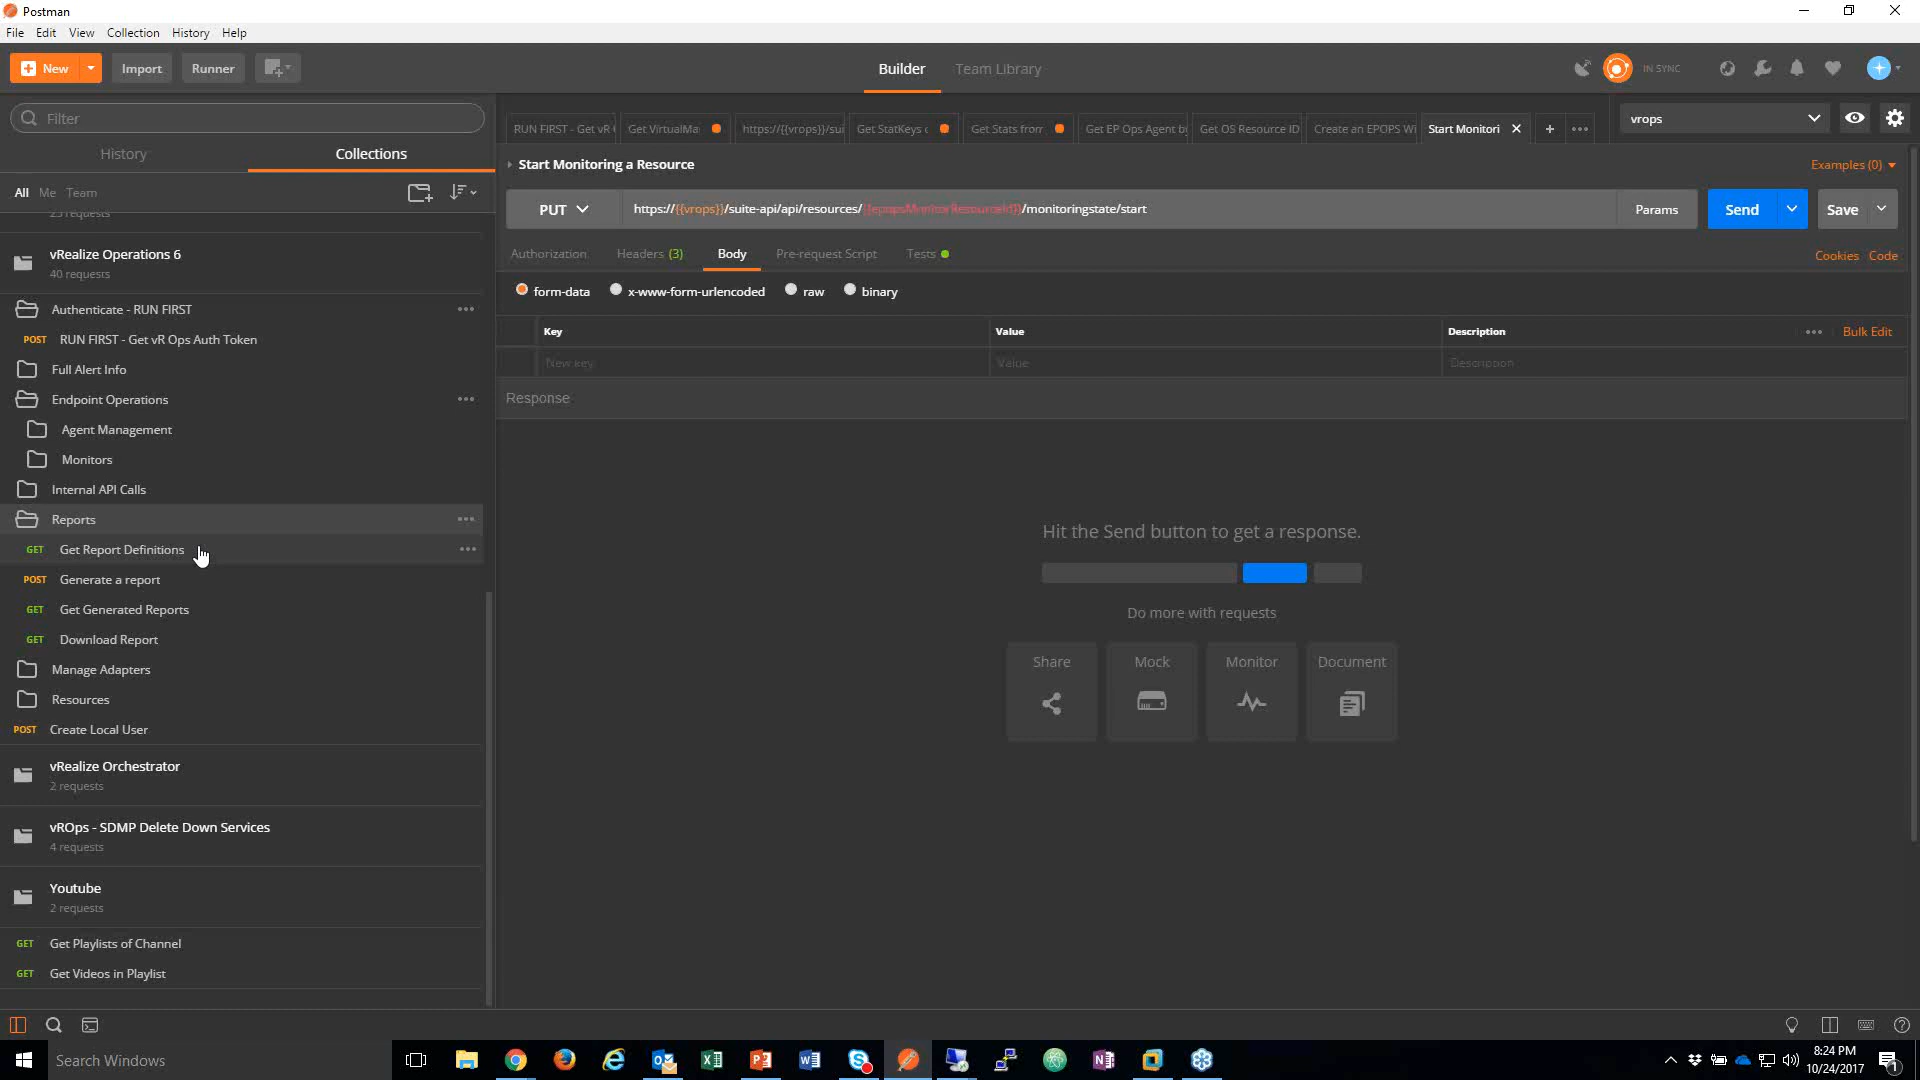 Postman
File Edit View Collection History Help
New Import Runner
Builder Team Library
IN SYNC
Filter
History Collections
All Me Team
23 requests
vRealize Operations 6
40 requests
Authenticate - RUN FIRST
POST RUN FIRST - Get vR Ops Auth Token
Full Alert Info
Endpoint Operations
Agent Management
Monitors
Internal API Calls
Reports
GET Get Report Definitions
POST Generate a report
GET Get Generated Reports
GET Download Report
Manage Adapters
Resources
POST Create Local User
vRealize Orchestrator
2 requests
vROps - SDMP Delete Down Services
4 requests
Youtube
2 requests
GET Get Playlists of Channel
GET Get Videos in Playlist
RUN FIRST - Get vR Get VirtualMa https://{{vrops}}/sui Get StatKeys Get Stats from Get EP Ops Agent by Get OS Resource ID Create an EPOPS Wi Start Monitori
vrops
Start Monitoring a Resource
Examples (0)
PUT https://{{vrops}}/suite-api/api/resources/{{epopsMonitorResourceId}}/monitoringstate/start Params Send Save
Authorization Headers (3) Body Pre-request Script Tests
Cookies Code
form-data x-www-form-urlencoded raw binary
Key Value Description Bulk Edit
New key Value Description
Response
Hit the Send button to get a response.
Do more with requests
Share Mock Monitor Document
Search Windows
8:24 PM
10/24/2017
1